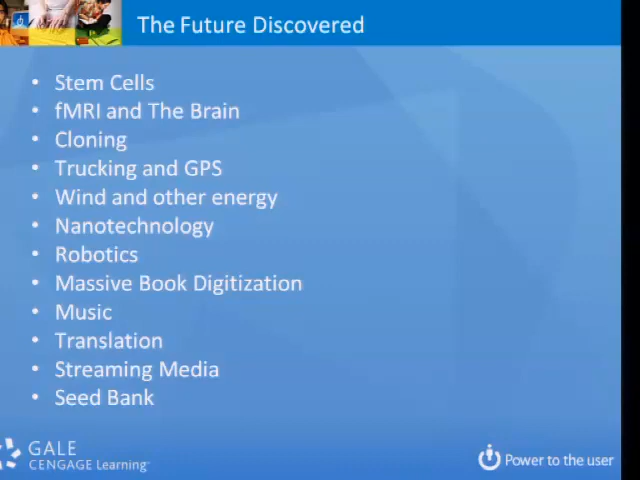 The Future Discovered
• Stem Cells
• fMRI and The Brain
• Cloning
• Trucking and GPS
• Wind and other energy
• Nanotechnology
• Robotics
• Massive Book Digitization
• Music
• Translation
• Streaming Media
• Seed Bank
GALE
CENGAGE Learning
Power to the user